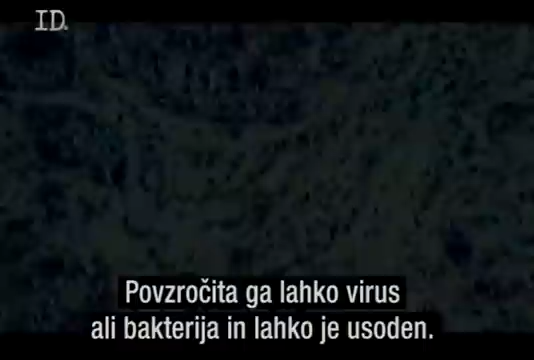 ID.
Povzročita ga lahko virus
ali bakterija in lahko je usoden.